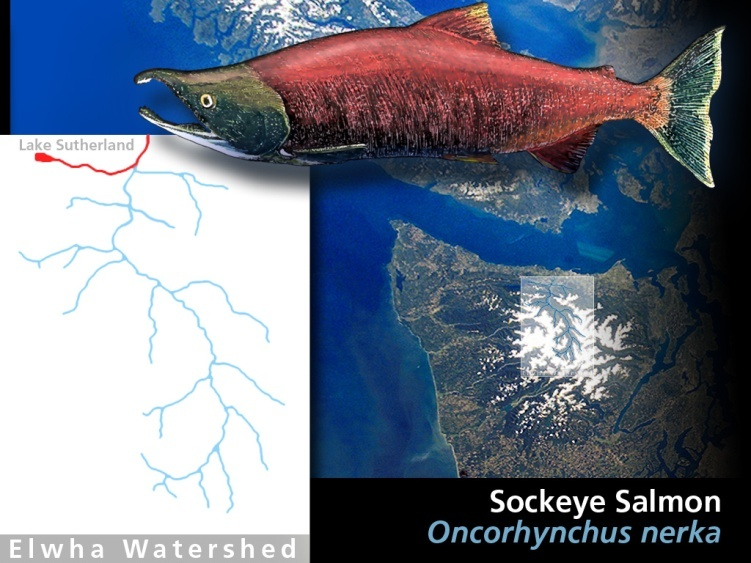 Lake Sutherland
Sockeye Salmon
Oncorhynchus nerka
Elwha Watershed